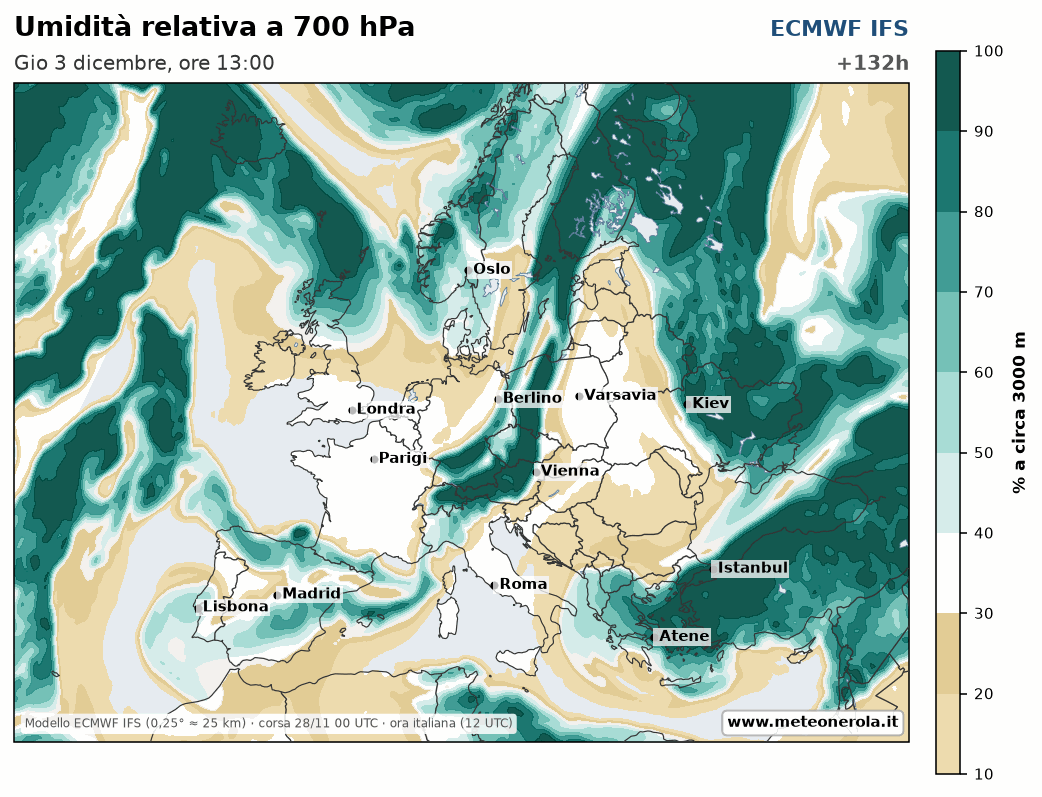 Umidità relativa a 700 hPa
ECMWF IFS
Gio 3 dicembre, ore 13:00
+132h
100
90
80
70
60
50
40
30
20
10
% a circa 3000 m
Oslo
Berlino
Varsavia
Kiev
Londra
Parigi
Vienna
Istanbul
Roma
Madrid
Lisbona
Atene
Modello ECMWF IFS (0,25° ≈ 25 km) · corsa 28/11 00 UTC · ora italiana (12 UTC)
www.meteonerola.it